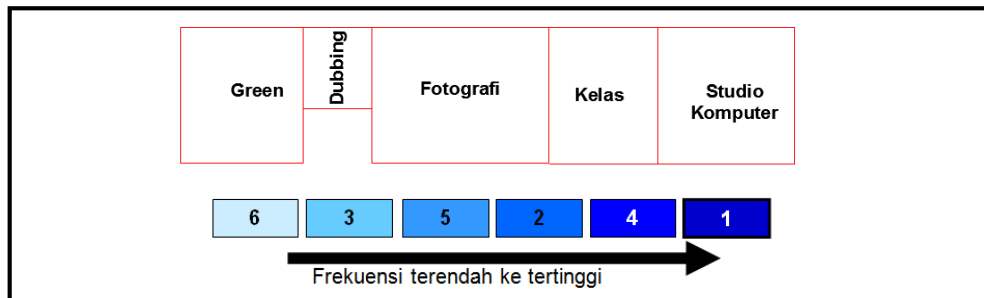 Green
Dubbing
Fotografi
Kelas
Studio
Komputer
6
3
5
2
4
1
Frekuensi terendah ke tertinggi